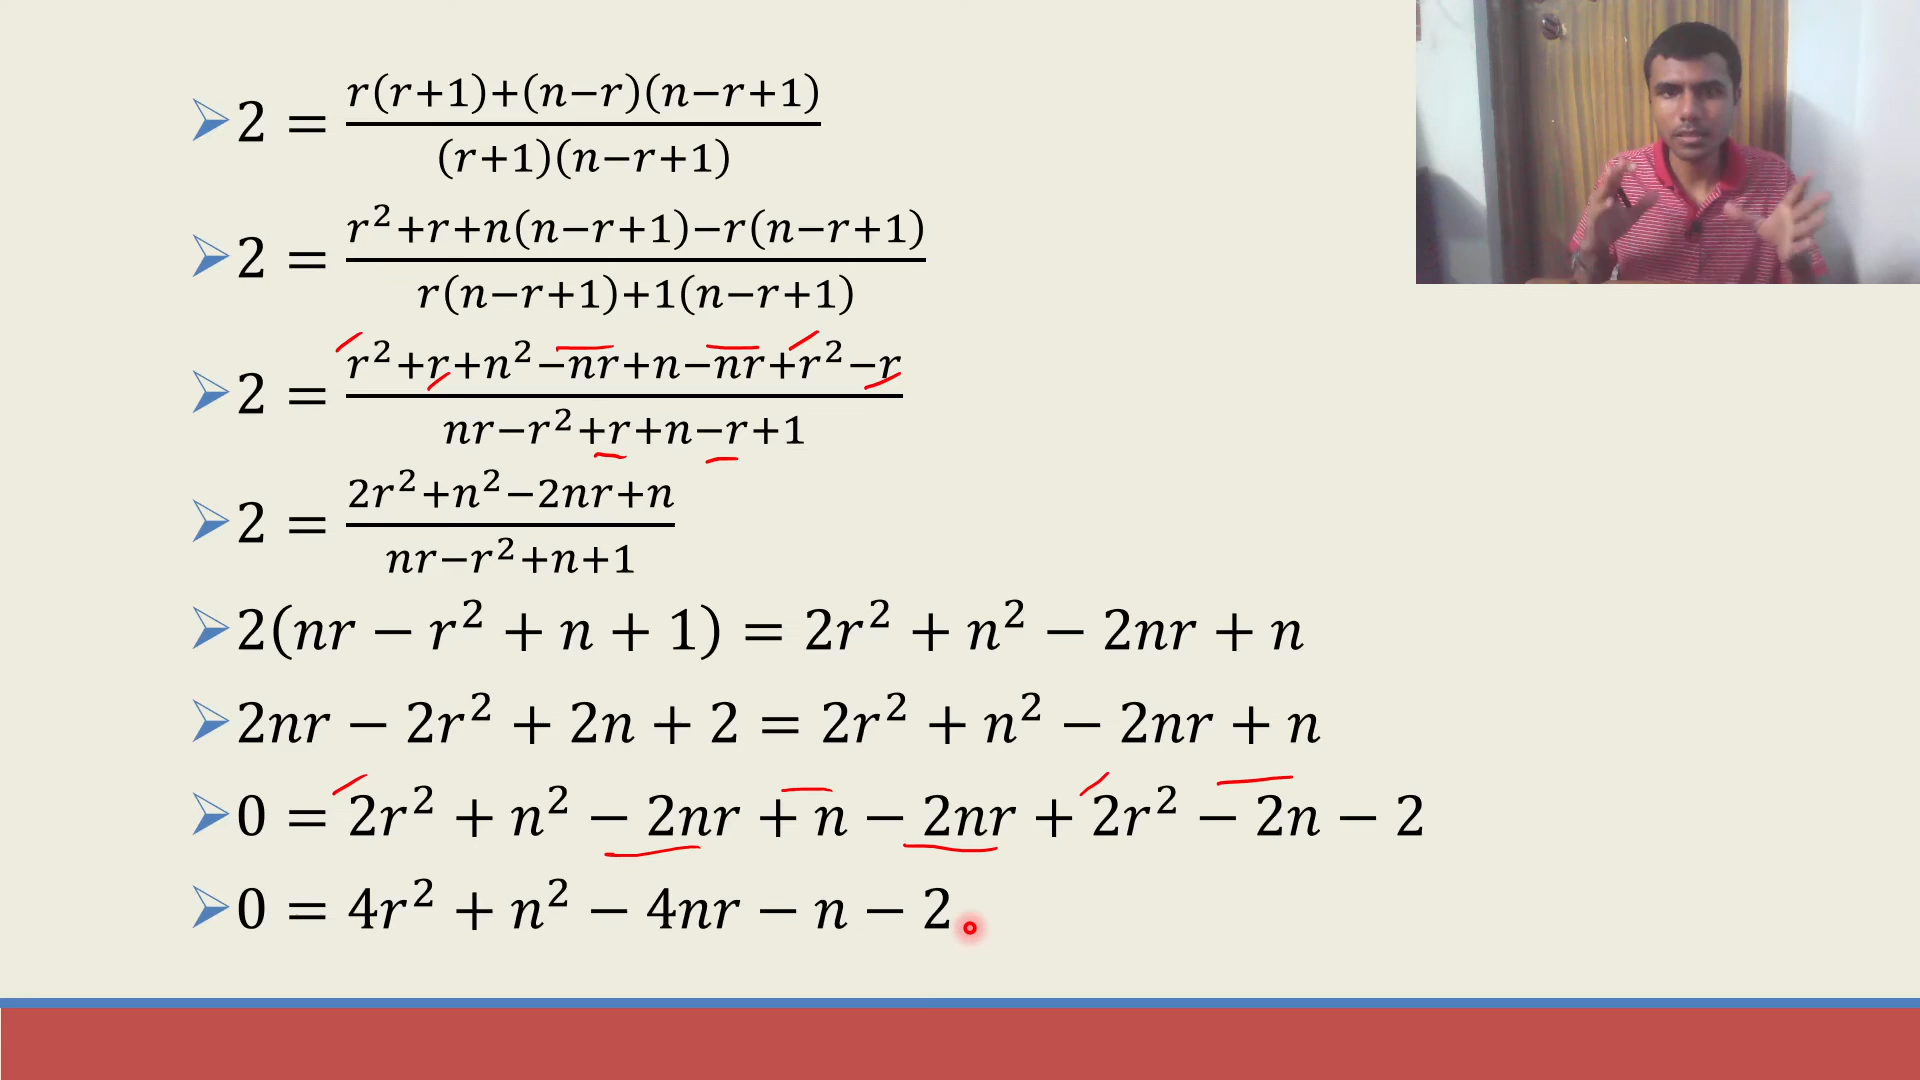 2 = (r(r+1)+(n−r)(n−r+1))/((r+1)(n−r+1))
2 = (r²+r+n(n−r+1)−r(n−r+1))/(r(n−r+1)+1(n−r+1))
2 = (r²+r+n²−nr+n−nr+r²−r)/(nr−r²+r+n−r+1)
2 = (2r²+n²−2nr+n)/(nr−r²+n+1)
2(nr − r² + n + 1) = 2r² + n² − 2nr + n
2nr − 2r² + 2n + 2 = 2r² + n² − 2nr + n
0 = 2r² + n² − 2nr + n − 2nr + 2r² − 2n − 2
0 = 4r² + n² − 4nr − n − 2